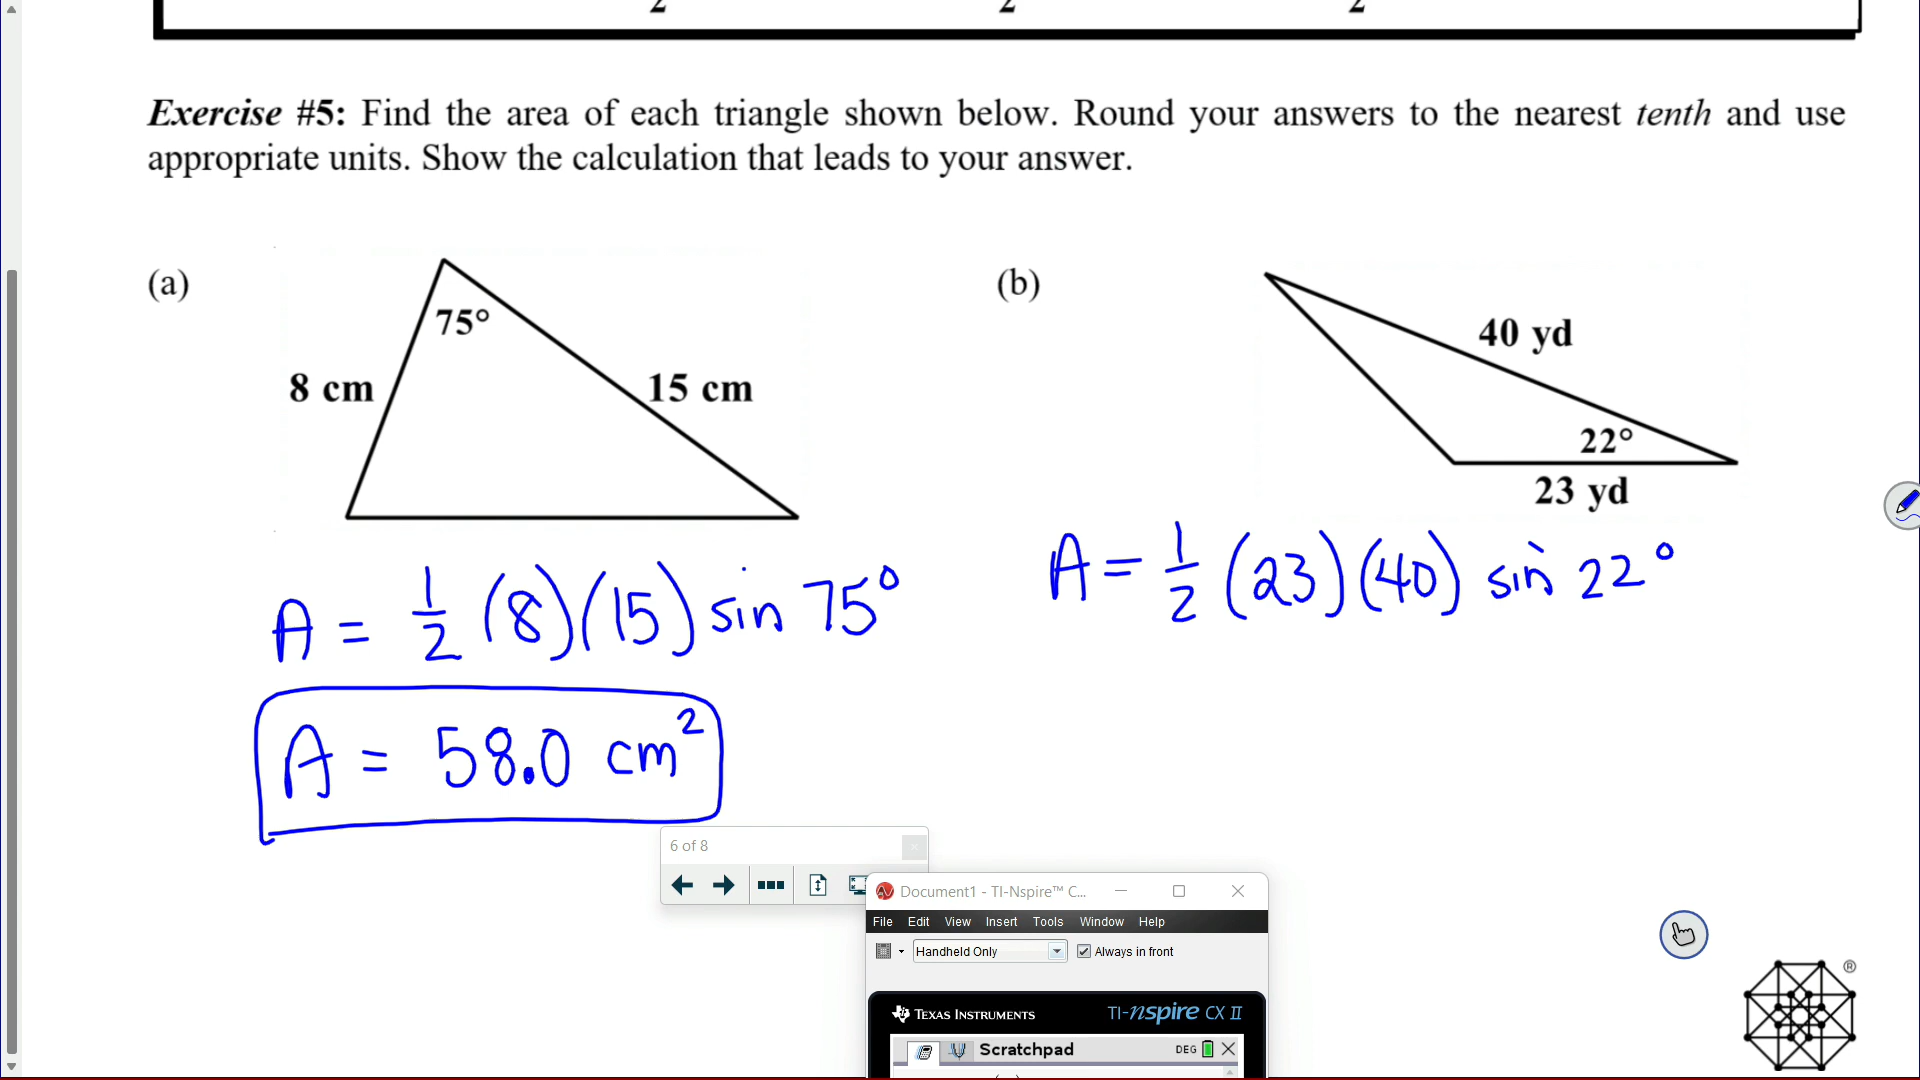 2 2 2
Exercise #5: Find the area of each triangle shown below. Round your answers to the nearest tenth and use
appropriate units. Show the calculation that leads to your answer.
(a)
75°
8 cm
15 cm
A = 1/2 (8)(15) sin 75°
A = 58.0 cm²
(b)
40 yd
22°
23 yd
A = 1/2 (23)(40) sin 22°
6 of 8
Document1 - TI-Nspire™ C...
File Edit View Insert Tools Window Help
Handheld Only
Always in front
TEXAS INSTRUMENTS
TI-nspire CX II
Scratchpad
DEG
®